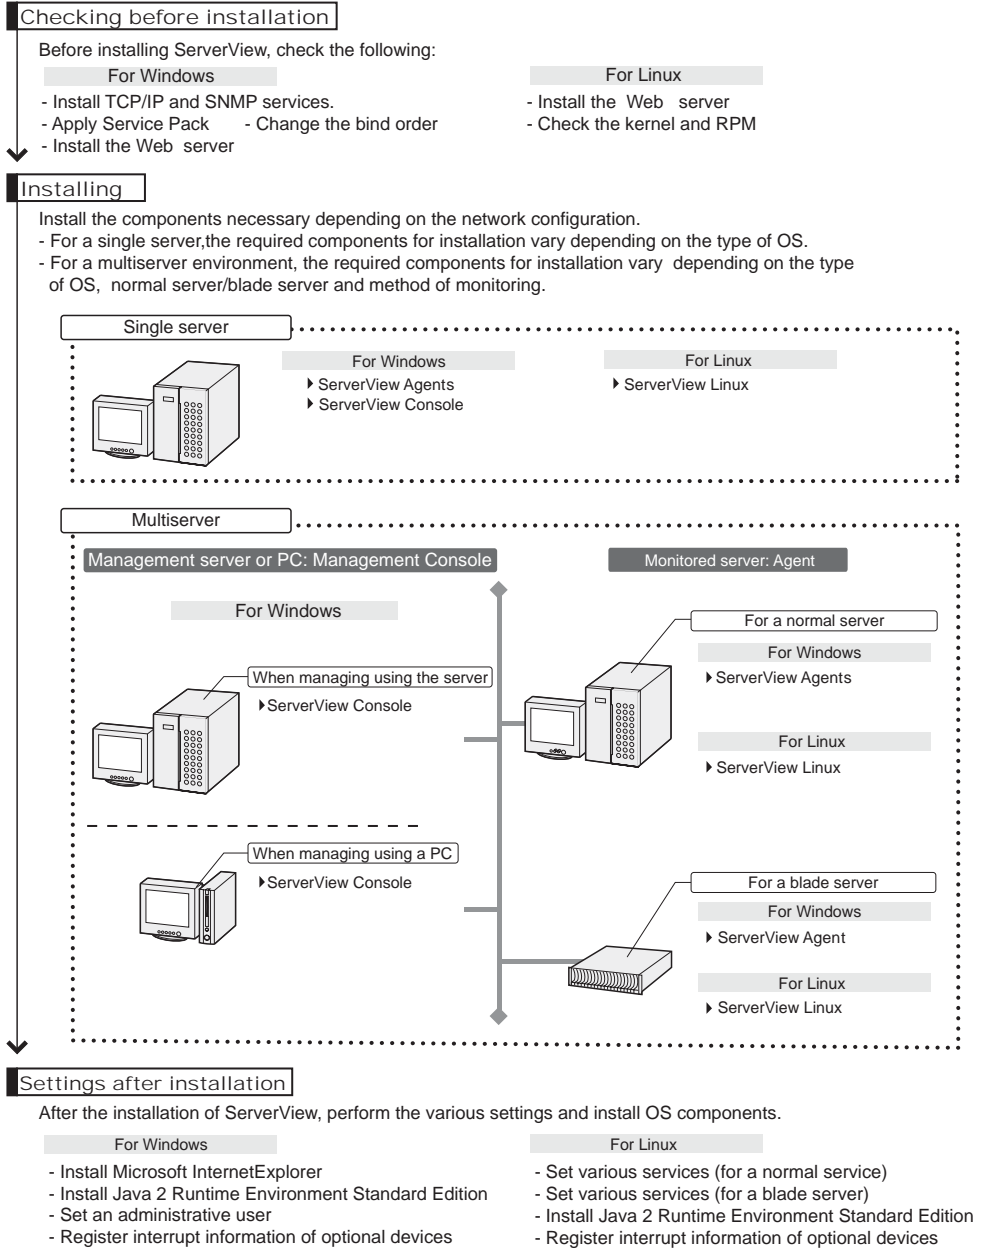 Checking before installation
Before installing ServerView, check the following:
For Windows
- Install TCP/IP and SNMP services.
- Apply Service Pack - Change the bind order
- Install the Web server
For Linux
- Install the Web server
- Check the kernel and RPM
Installing
Install the components necessary depending on the network configuration.
- For a single server,the required components for installation vary depending on the type of OS.
- For a multiserver environment, the required components for installation vary depending on the type
of OS, normal server/blade server and method of monitoring.
Single server
For Windows
ServerView Agents
ServerView Console
For Linux
ServerView Linux
Multiserver
Management server or PC: Management Console
For Windows
When managing using the server
ServerView Console
When managing using a PC
ServerView Console
Monitored server: Agent
For a normal server
For Windows
ServerView Agents
For Linux
ServerView Linux
For a blade server
For Windows
ServerView Agent
For Linux
ServerView Linux
Settings after installation
After the installation of ServerView, perform the various settings and install OS components.
For Windows
- Install Microsoft InternetExplorer
- Install Java 2 Runtime Environment Standard Edition
- Set an administrative user
- Register interrupt information of optional devices
For Linux
- Set various services (for a normal service)
- Set various services (for a blade server)
- Install Java 2 Runtime Environment Standard Edition
- Register interrupt information of optional devices